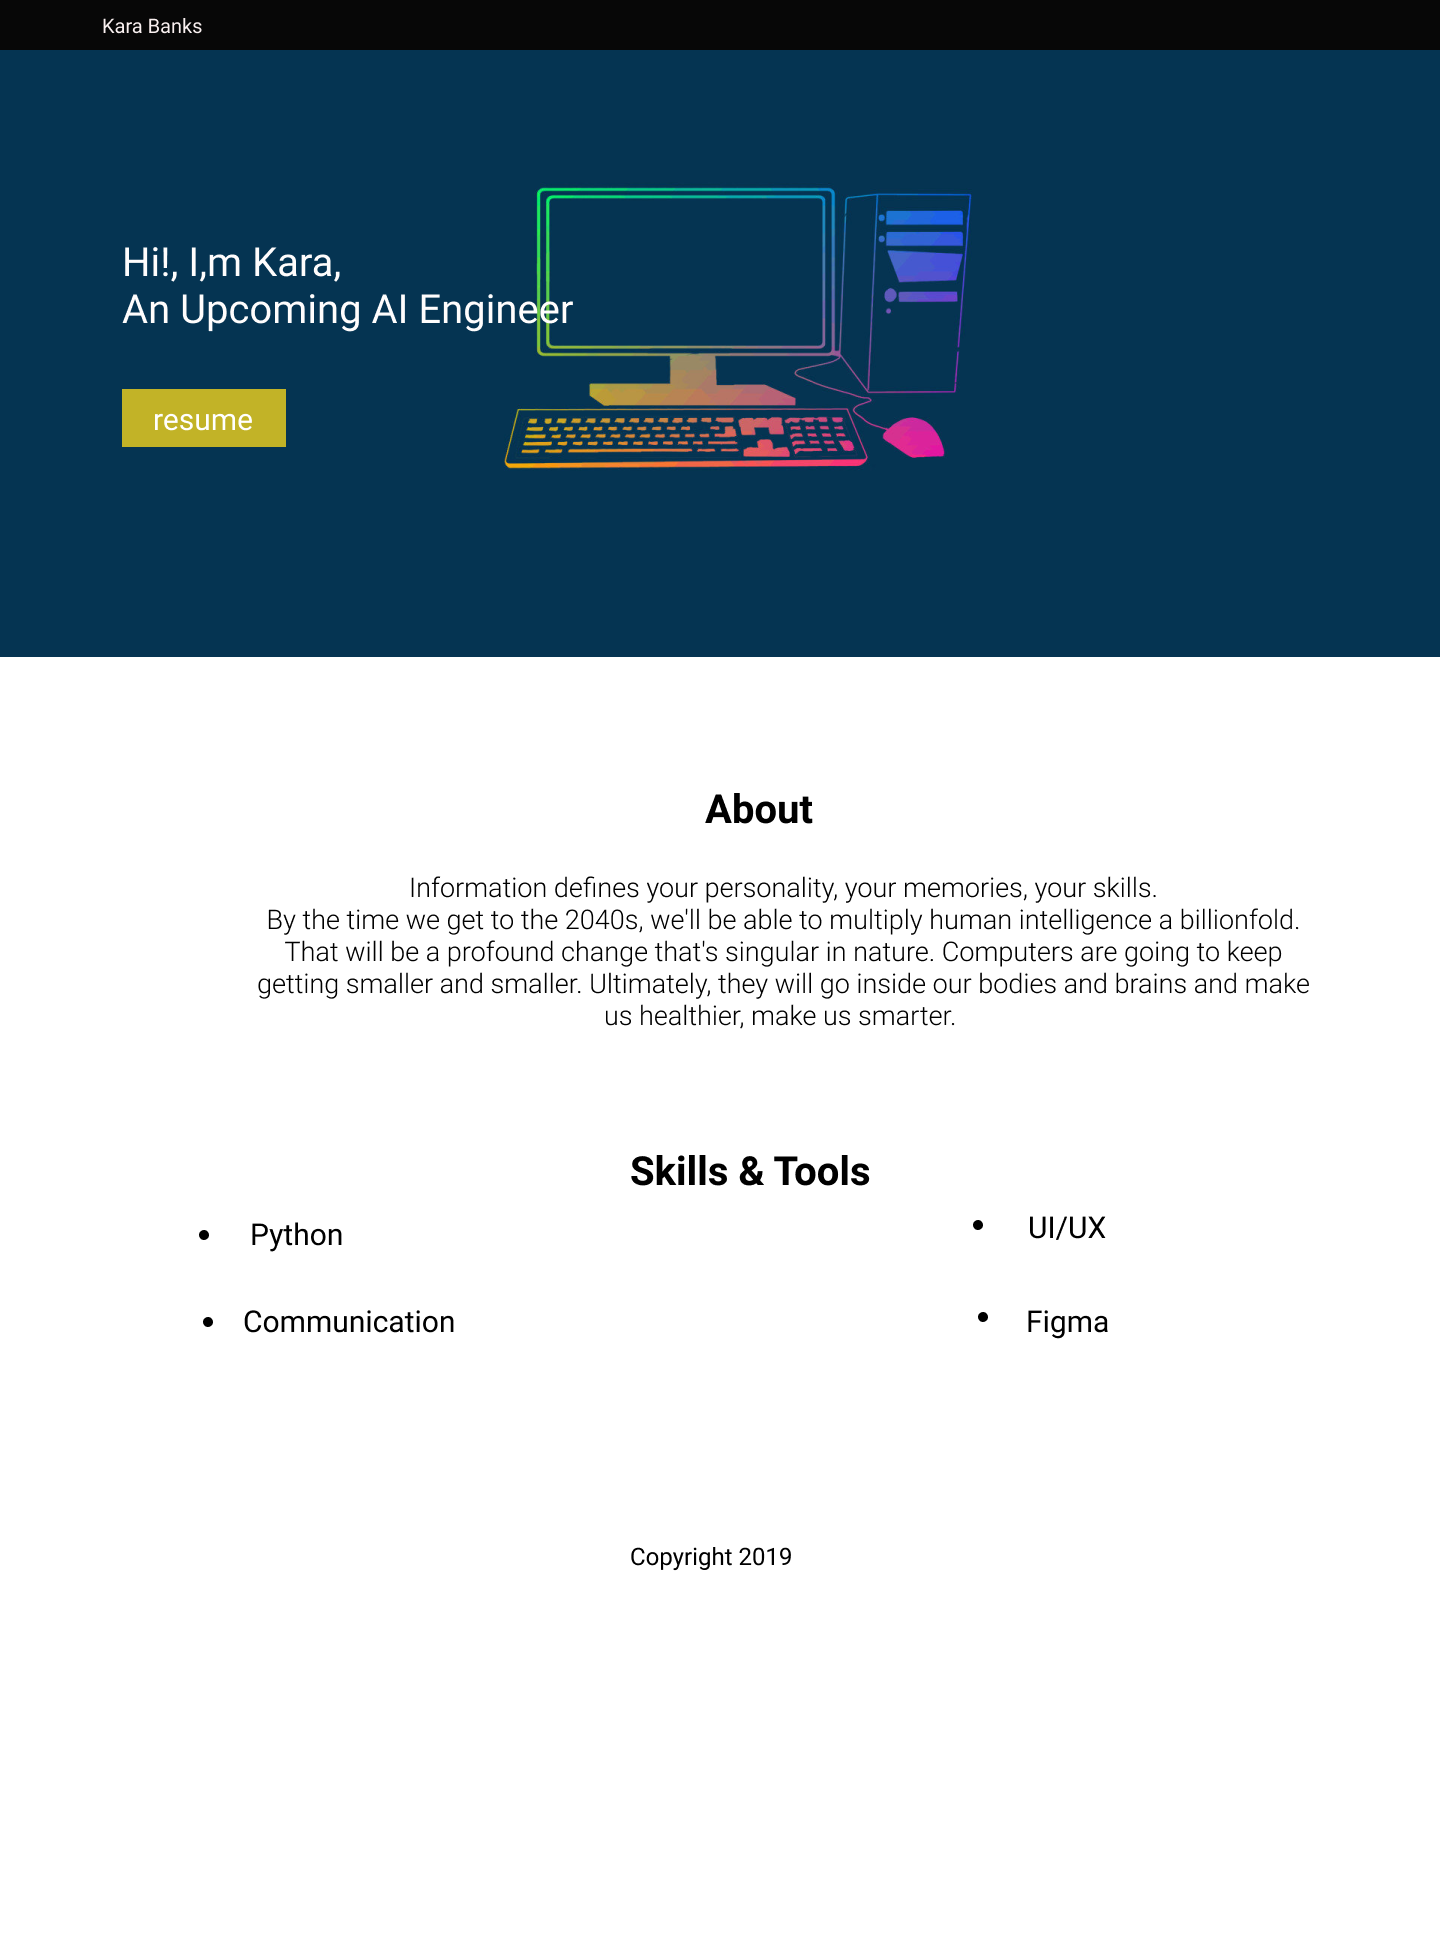 Kara Banks
Hi!, I,m Kara,
An Upcoming AI Engineer
resume
About
Information defines your personality, your memories, your skills.
By the time we get to the 2040s, we'll be able to multiply human intelligence a billionfold.
That will be a profound change that's singular in nature. Computers are going to keep
getting smaller and smaller. Ultimately, they will go inside our bodies and brains and make
us healthier, make us smarter.
Skills & Tools
• Python
• UI/UX
• Communication
• Figma
Copyright 2019